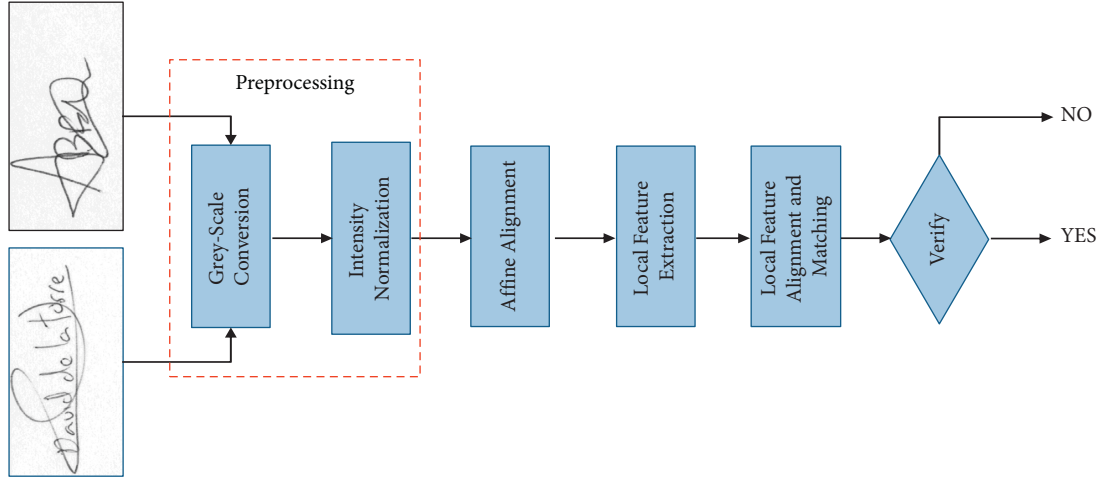 Preprocessing
Grey-Scale
Conversion
Intensity
Normalization
Affine Alignment
Local Feature
Extraction
Local Feature
Alignment and
Matching
Verify
NO
YES
David de la Torre